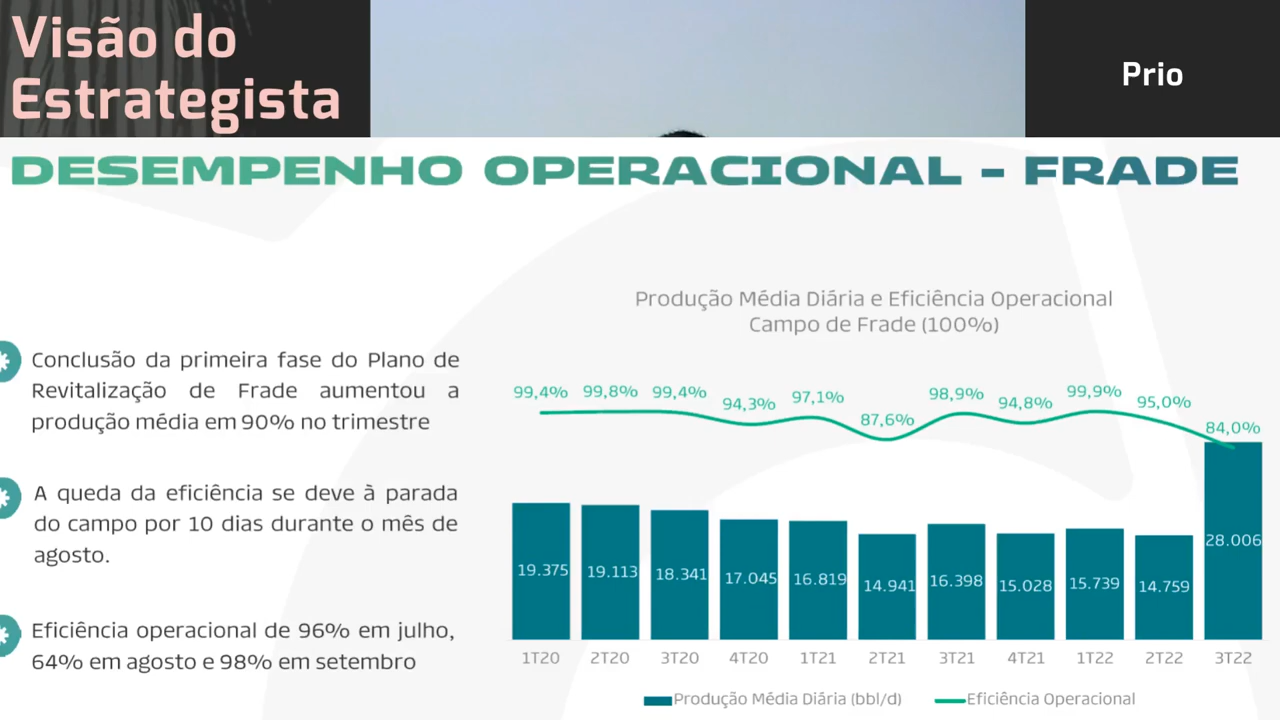 Visão do
Estrategista
Prio
DESEMPENHO OPERACIONAL - FRADE
Conclusão da primeira fase do Plano de
Revitalização de Frade aumentou a
produção média em 90% no trimestre
A queda da eficiência se deve à parada
do campo por 10 dias durante o mês de
agosto.
Eficiência operacional de 96% em julho,
64% em agosto e 98% em setembro
Produção Média Diária e Eficiência Operacional
Campo de Frade (100%)
99,4% 99,8% 99,4% 94,3% 97,1% 87,6% 98,9% 94,8% 99,9% 95,0% 84,0%
19.375 19.113 18.341 17.045 16.819 14.941 16.398 15.028 15.739 14.759 28.006
1T20 2T20 3T20 4T20 1T21 2T21 3T21 4T21 1T22 2T22 3T22
Produção Média Diária (bbl/d) Eficiência Operacional